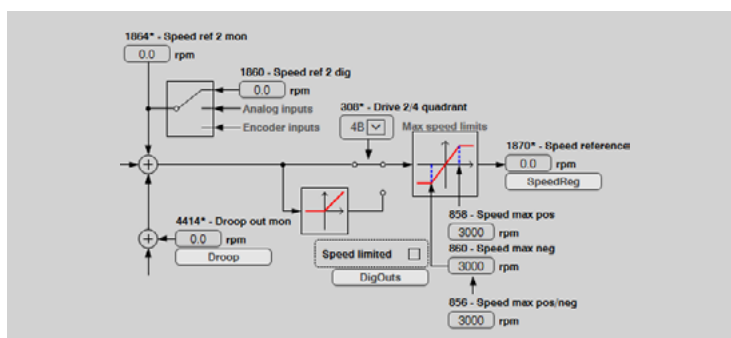 1864* - Speed ref 2 mon
0.0 rpm
1860 - Speed ref 2 dig
0.0 rpm
Analog inputs
Encoder inputs
308* - Drive 2/4 quadrant
4B
Max speed limits
1870* - Speed reference
0.0 rpm
SpeedReg
4414* - Droop out mon
0.0 rpm
Droop
Speed limited
DigOuts
858 - Speed max pos
3000 rpm
860 - Speed max neg
3000 rpm
856 - Speed max pos/neg
3000 rpm